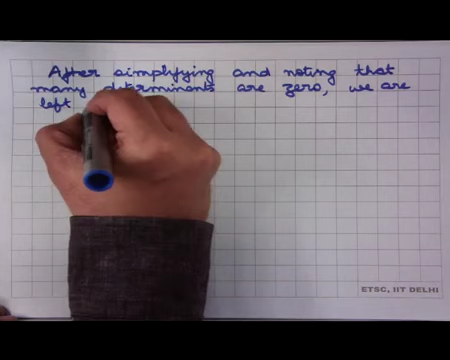 After simplifying and noting that
many determinants are zero, we are
left
ETSC, IIT DELHI